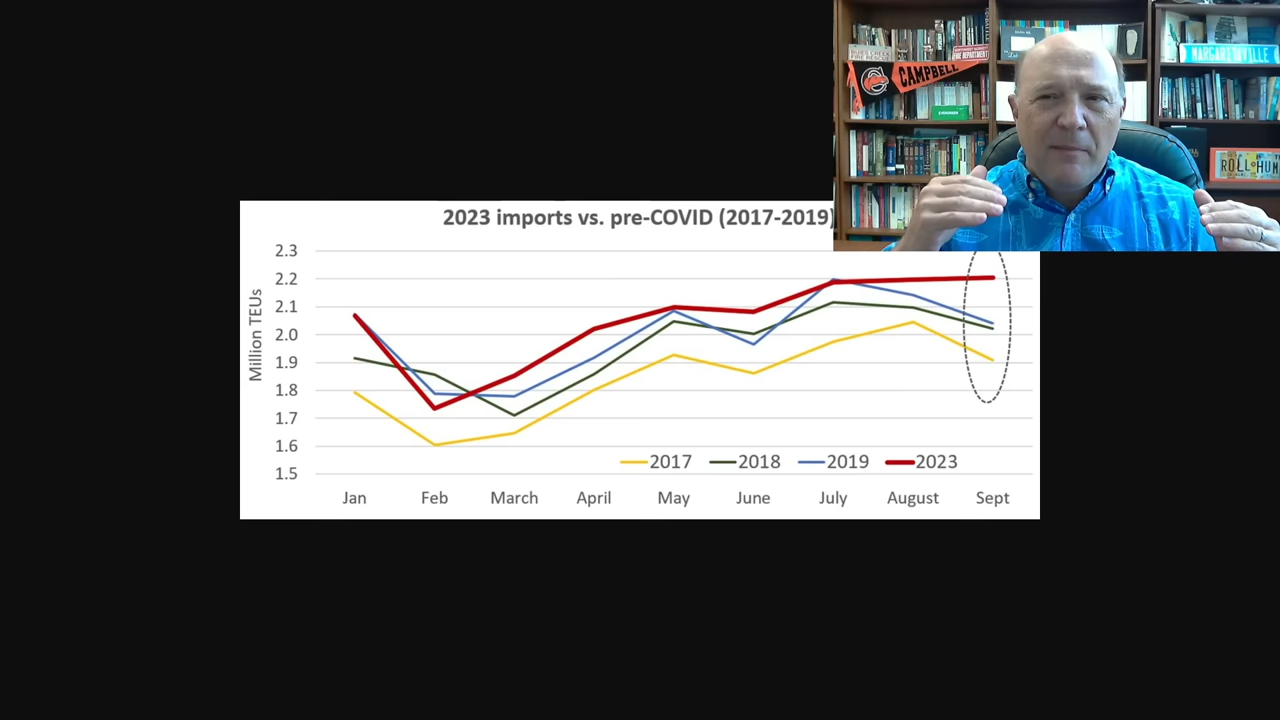 CAMPBELL
MARGARITAVILLE
ROLL HUM
2023 imports vs. pre-COVID (2017-2019)
Million TEUs
2.3
2.2
2.1
2.0
1.9
1.8
1.7
1.6
1.5
2017 2018 2019 2023
Jan Feb March April May June July August Sept